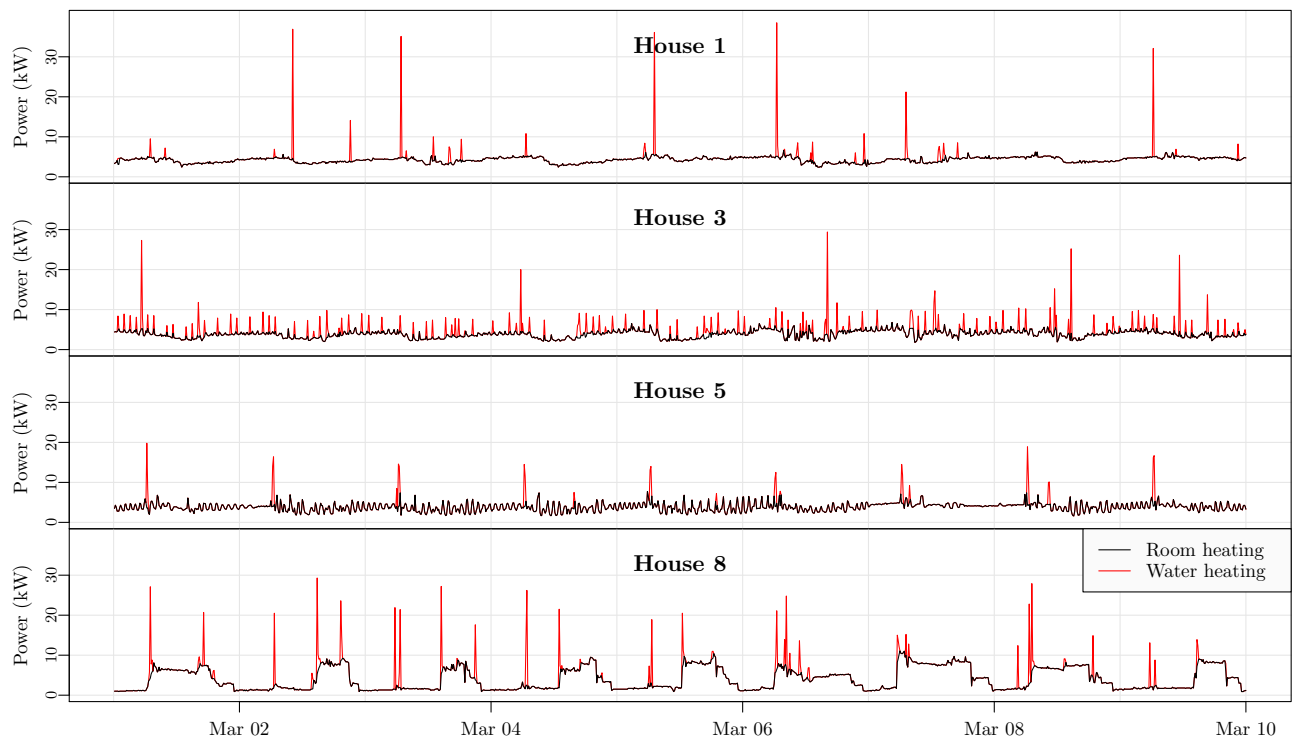 House 1
Power (kW)
30
20
10
0
House 3
Power (kW)
30
20
10
0
House 5
Power (kW)
30
20
10
0
House 8
Power (kW)
30
20
10
0
Room heating
Water heating
Mar 02 Mar 04 Mar 06 Mar 08 Mar 10